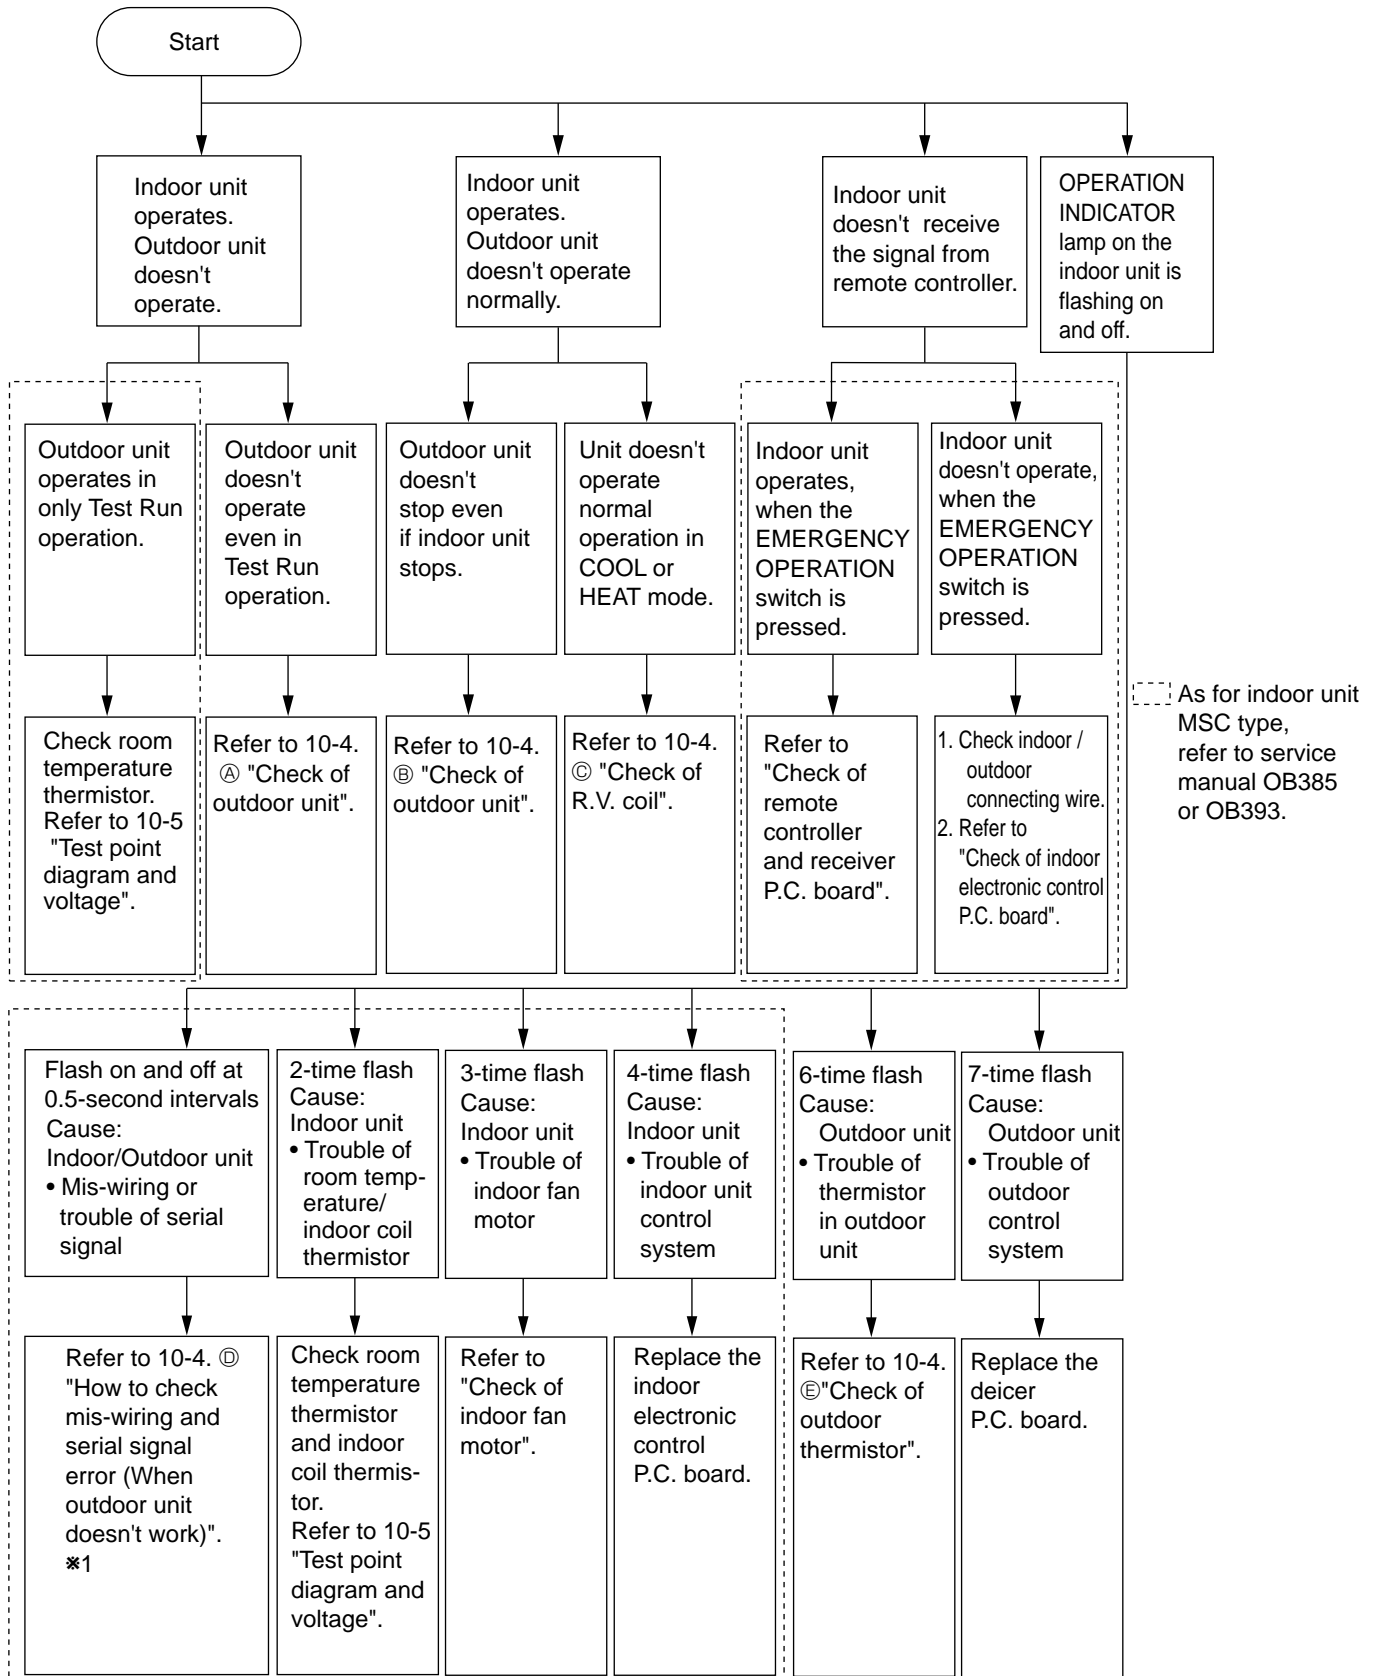 Start
Indoor unit
operates.
Outdoor unit
doesn't
operate.
Indoor unit
operates.
Outdoor unit
doesn't operate
normally.
Indoor unit
doesn't receive
the signal from
remote controller.
OPERATION
INDICATOR
lamp on the
indoor unit is
flashing on
and off.
Outdoor unit
operates in
only Test Run
operation.
Outdoor unit
doesn't
operate
even in
Test Run
operation.
Outdoor unit
doesn't
stop even
if indoor unit
stops.
Unit doesn't
operate
normal
operation in
COOL or
HEAT mode.
Indoor unit
operates,
when the
EMERGENCY
OPERATION
switch is
pressed.
Indoor unit
doesn't operate,
when the
EMERGENCY
OPERATION
switch is
pressed.
Check room
temperature
thermistor.
Refer to 10-5
"Test point
diagram and
voltage".
Refer to 10-4.
Ⓐ "Check of
outdoor unit".
Refer to 10-4.
Ⓑ "Check of
outdoor unit".
Refer to 10-4.
Ⓒ "Check of
R.V. coil".
Refer to
"Check of
remote
controller
and receiver
P.C. board".
1. Check indoor /
outdoor
connecting wire.
2. Refer to
"Check of indoor
electronic control
P.C. board".
As for indoor unit
MSC type,
refer to service
manual OB385
or OB393.
Flash on and off at
0.5-second intervals
Cause:
Indoor/Outdoor unit
• Mis-wiring or
trouble of serial
signal
2-time flash
Cause:
Indoor unit
• Trouble of
room temp-
erature/
indoor coil
thermistor
3-time flash
Cause:
Indoor unit
• Trouble of
indoor fan
motor
4-time flash
Cause:
Indoor unit
• Trouble of
indoor unit
control
system
6-time flash
Cause:
Outdoor unit
• Trouble of
thermistor
in outdoor
unit
7-time flash
Cause:
Outdoor unit
• Trouble of
outdoor
control
system
Refer to 10-4. Ⓓ
"How to check
mis-wiring and
serial signal
error (When
outdoor unit
doesn't work)".
※1
Check room
temperature
thermistor
and indoor
coil thermis-
tor.
Refer to 10-5
"Test point
diagram and
voltage".
Refer to
"Check of
indoor fan
motor".
Replace the
indoor
electronic
control
P.C. board.
Refer to 10-4.
Ⓔ"Check of
outdoor
thermistor".
Replace the
deicer
P.C. board.